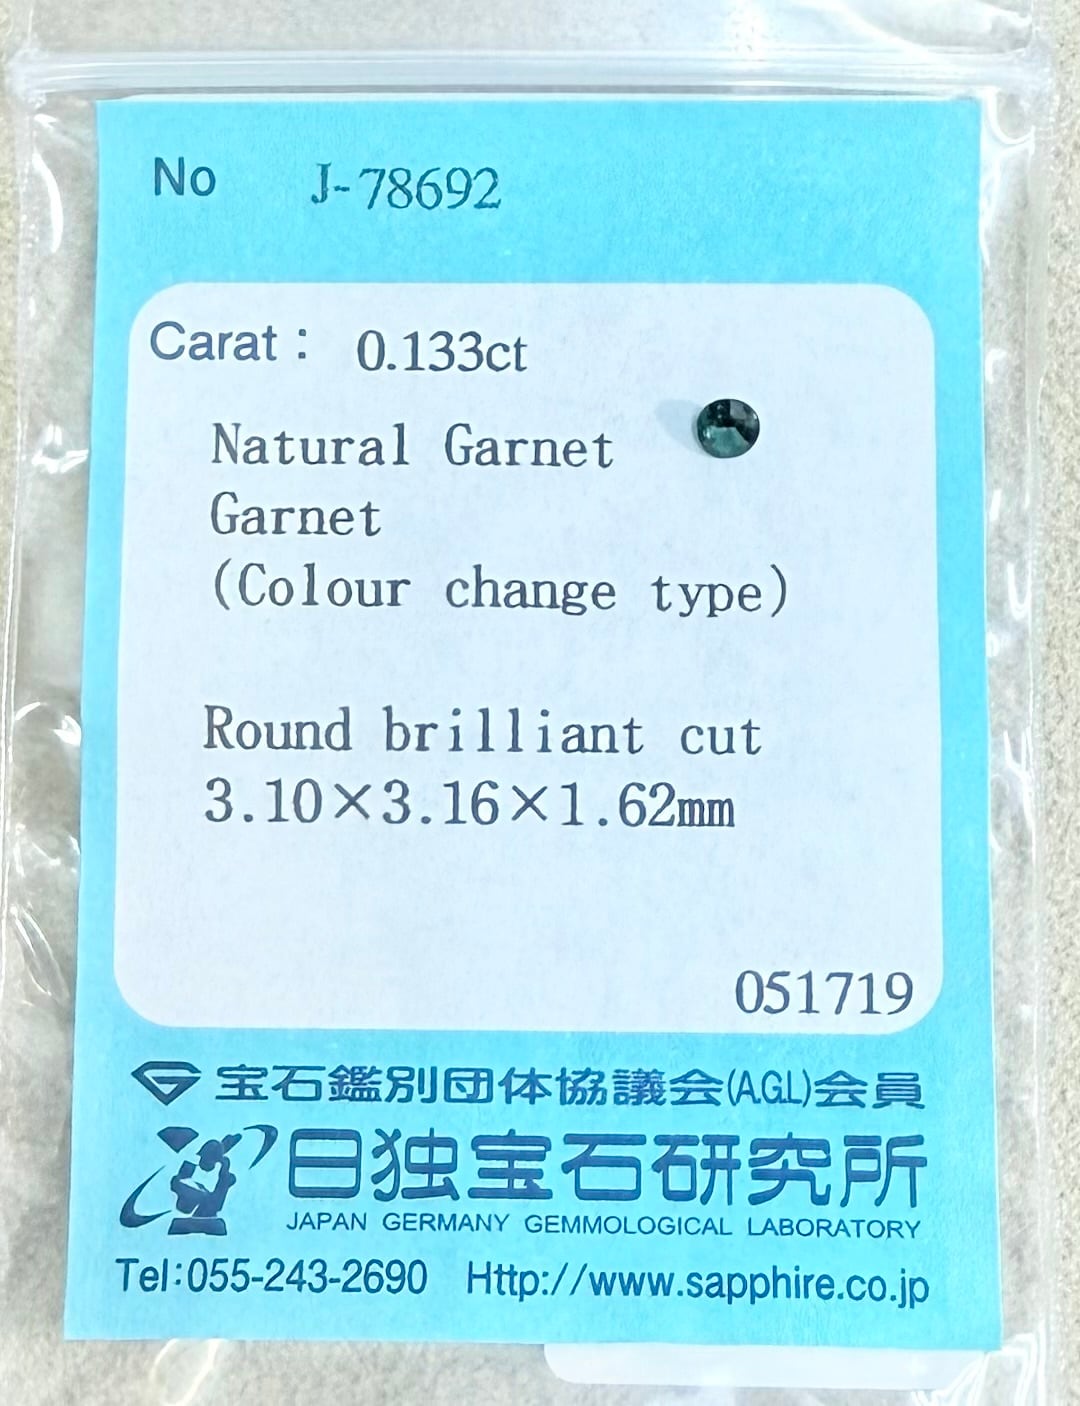 No J-78692
Carat： 0.133ct
Natural Garnet
Garnet
(Colour change type)
Round brilliant cut
3.10×3.16×1.62mm
051719
宝石鑑別団体協議会(A.G.L)会員
日独宝石研究所
JAPAN GERMANY GEMMOLOGICAL LABORATORY
Tel:055-243-2690 Http://www.sapphire.co.jp